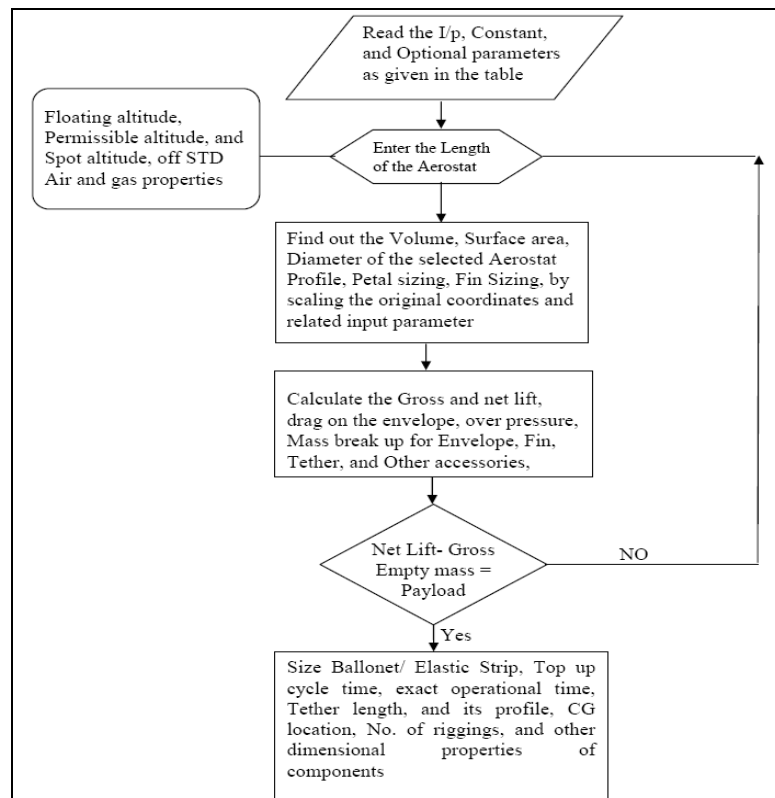 Read the I/p, Constant,
and Optional parameters
as given in the table
Floating altitude,
Permissible altitude, and
Spot altitude, off STD
Air and gas properties
Enter the Length
of the Aerostat
Find out the Volume, Surface area,
Diameter of the selected Aerostat
Profile, Petal sizing, Fin Sizing, by
scaling the original coordinates and
related input parameter
Calculate the Gross and net lift,
drag on the envelope, over pressure,
Mass break up for Envelope, Fin,
Tether, and Other accessories,
Net Lift- Gross
Empty mass =
Payload
NO
Yes
Size Ballonet/ Elastic Strip, Top up
cycle time, exact operational time,
Tether length, and its profile, CG
location, No. of riggings, and other
dimensional properties of
components